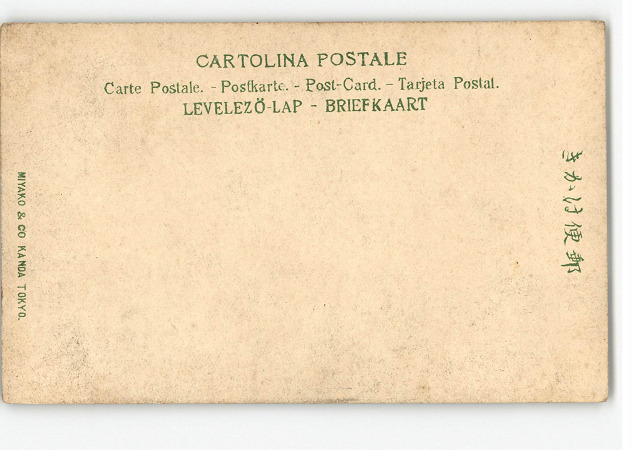 CARTOLINA POSTALE
Carte Postale. - Postkarte. - Post-Card. - Tarjeta Postal.
LEVELEZŐ-LAP - BRIEFKAART
きかは便郵
MIYAKO & CO KANDA TOKYO.